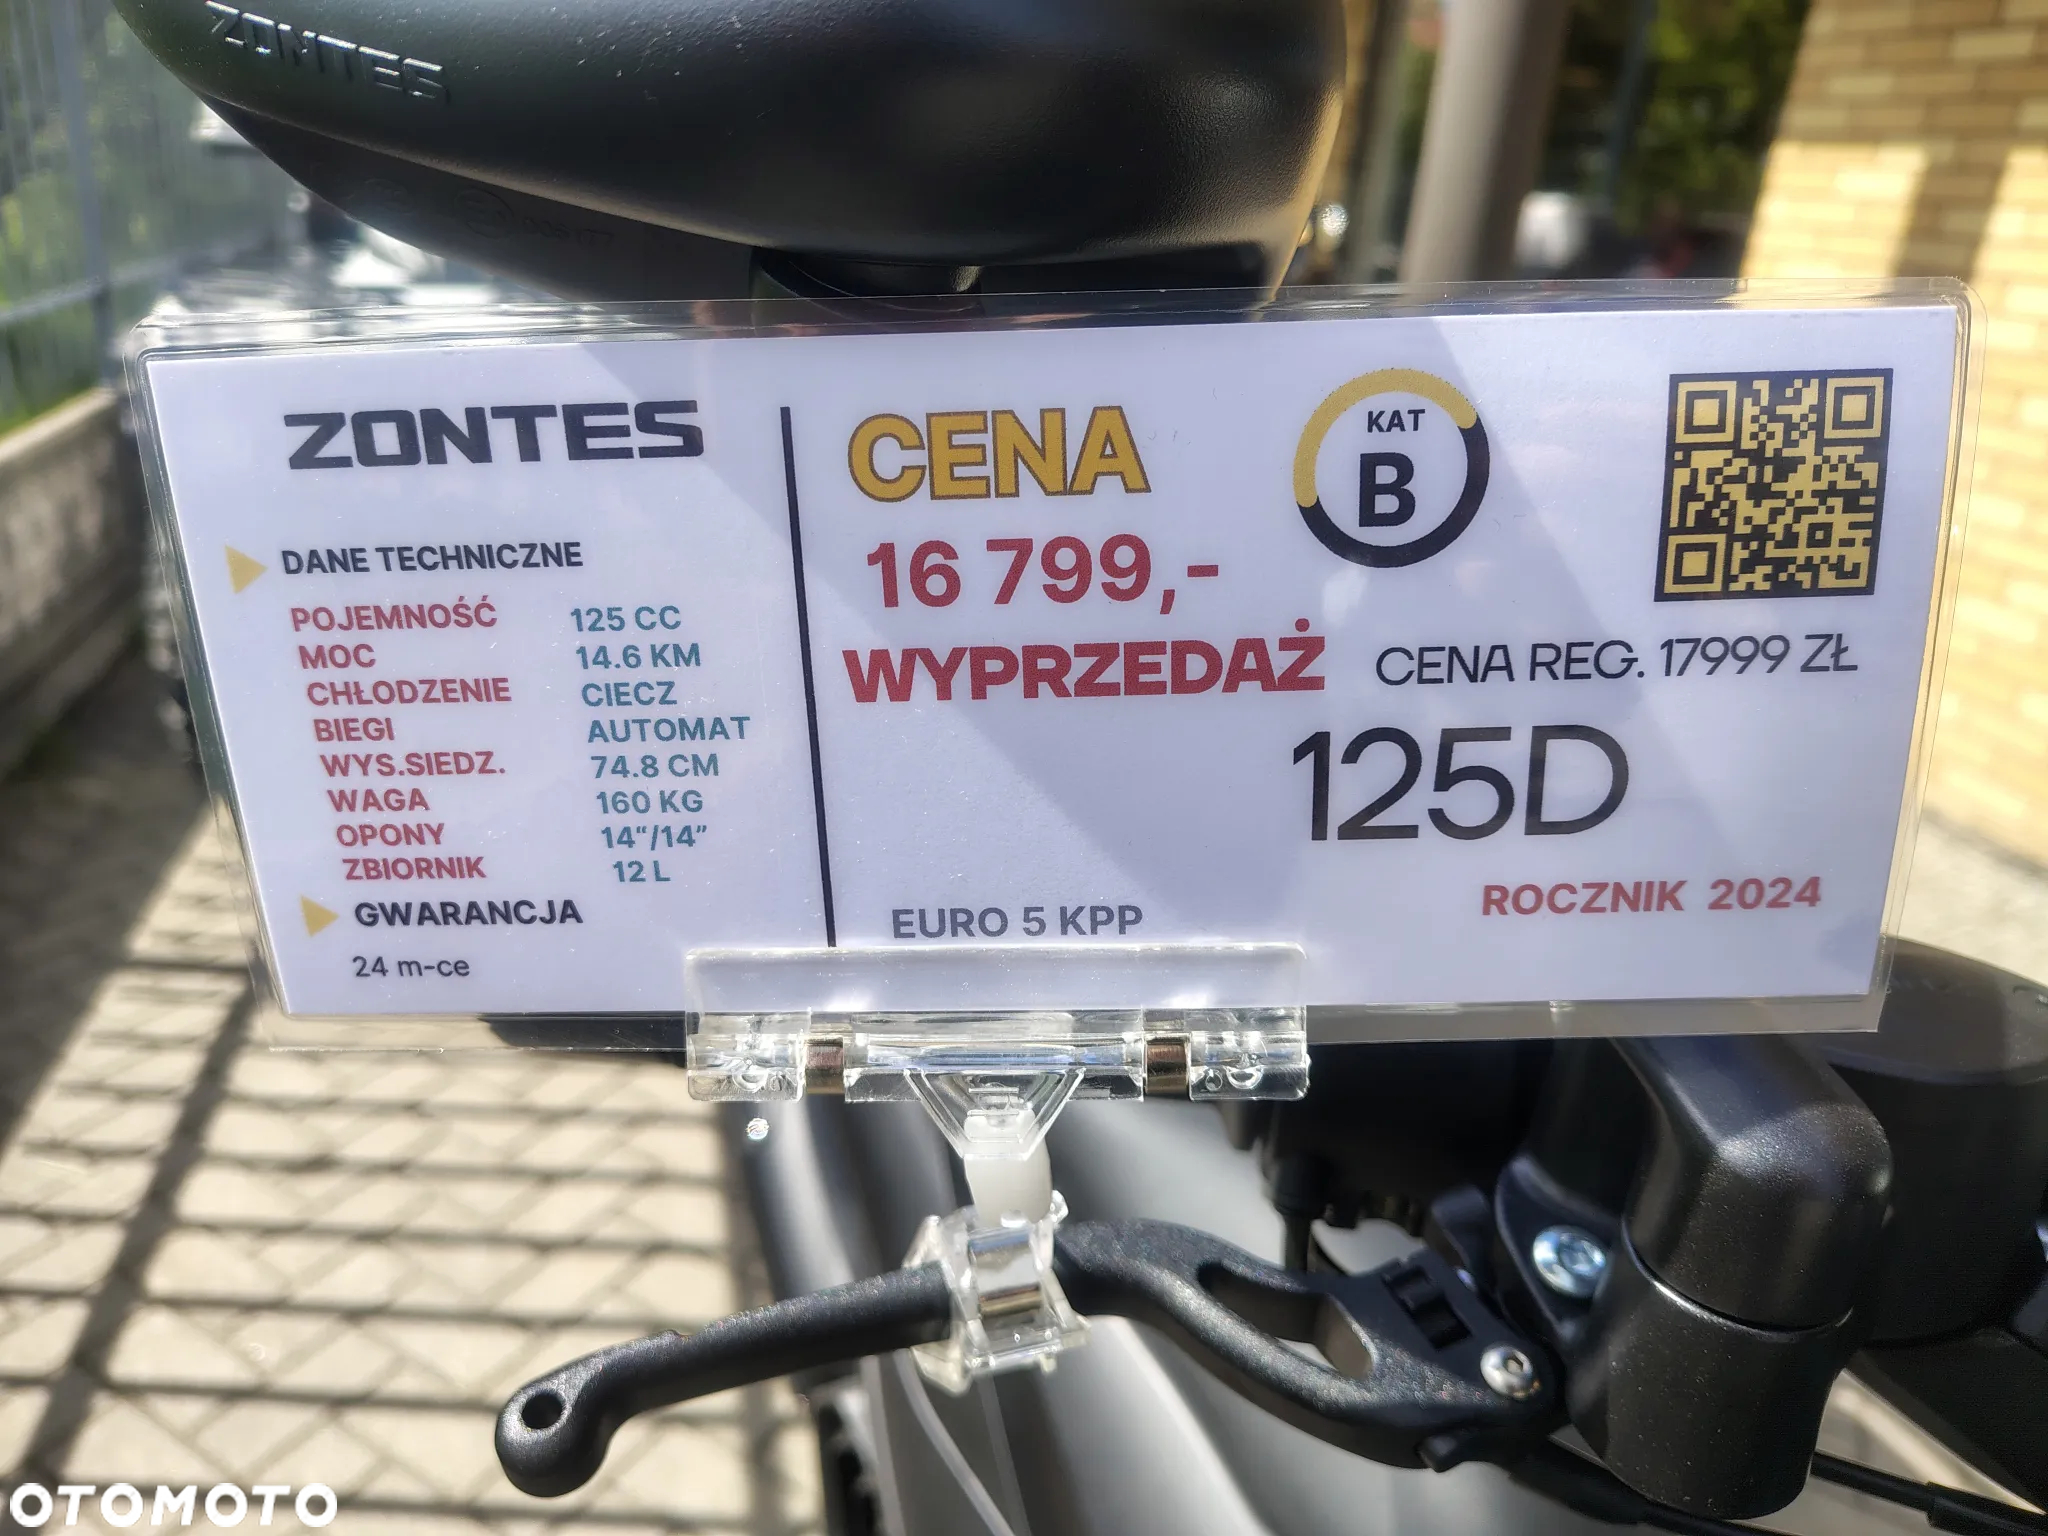 ZONTES
ZONTES
DANE TECHNICZNE
POJEMNOŚĆ 125 CC
MOC 14.6 KM
CHŁODZENIE CIECZ
BIEGI AUTOMAT
WYS.SIEDZ. 74.8 CM
WAGA 160 KG
OPONY 14"/14"
ZBIORNIK 12 L
GWARANCJA
24 m-ce
CENA
16 799,-
WYPRZEDAŻ
KAT
B
CENA REG. 17999 ZŁ
125D
ROCZNIK 2024
EURO 5 KPP
OTOMOTO